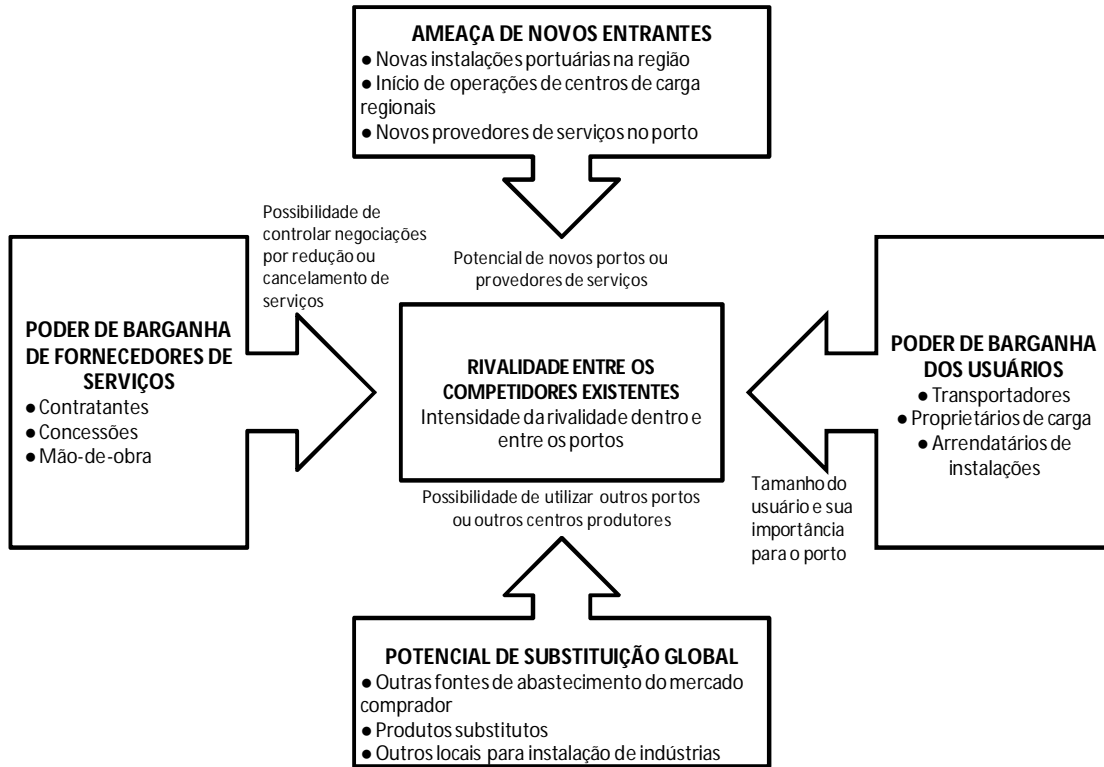 AMEAÇA DE NOVOS ENTRANTES
● Novas instalações portuárias na região
● Início de operações de centros de carga
regionais
● Novos provedores de serviços no porto
Possibilidade de
controlar negociações
por redução ou
cancelamento de
serviços
Potencial de novos portos ou
provedores de serviços
PODER DE BARGANHA
DE FORNECEDORES DE
SERVIÇOS
● Contratantes
● Concessões
● Mão-de-obra
RIVALIDADE ENTRE OS
COMPETIDORES EXISTENTES
Intensidade da rivalidade dentro e
entre os portos
PODER DE BARGANHA
DOS USUÁRIOS
● Transportadores
● Proprietários de carga
● Arrendatários de
instalações
Possibilidade de utilizar outros portos
ou outros centros produtores
Tamanho do
usuário e sua
importância
para o porto
POTENCIAL DE SUBSTITUIÇÃO GLOBAL
● Outras fontes de abastecimento do mercado
comprador
● Produtos substitutos
● Outros locais para instalação de indústrias